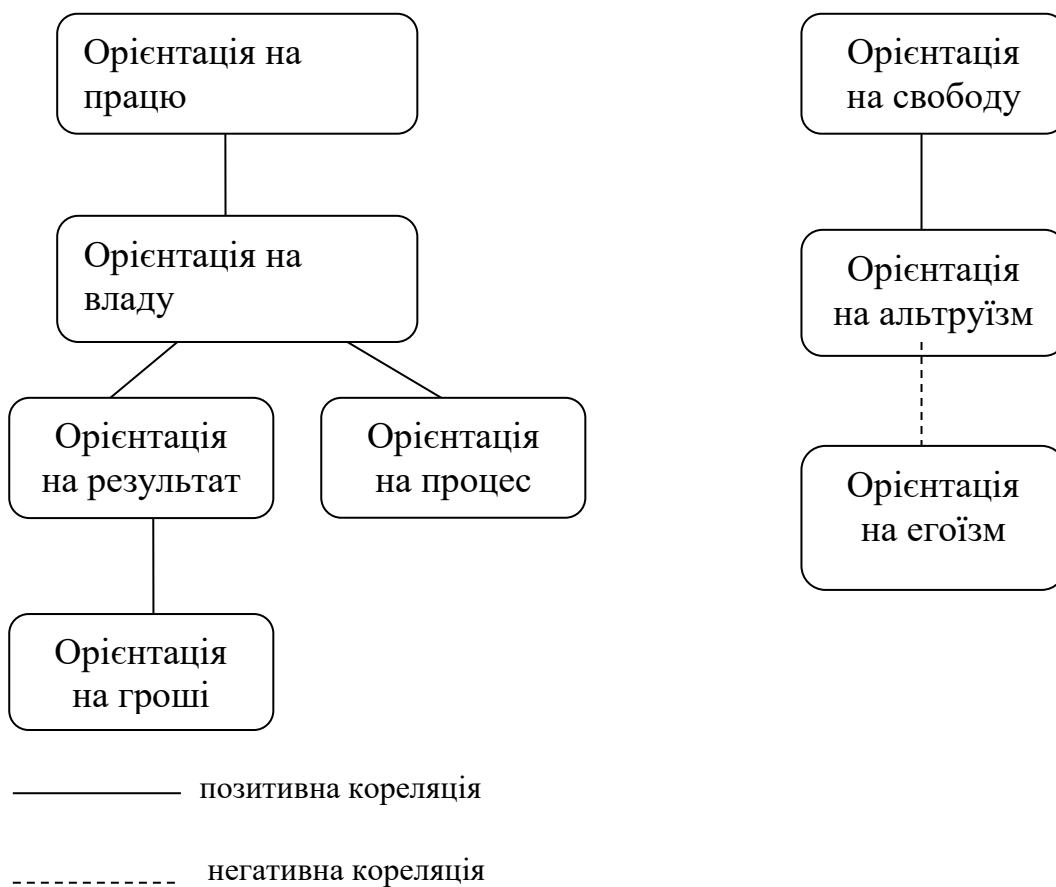 Орієнтація на
працю
Орієнтація
на свободу
Орієнтація на
владу
Орієнтація
на альтруїзм
Орієнтація
на результат
Орієнтація
на процес
Орієнтація
на егоїзм
Орієнтація
на гроші
позитивна кореляція
негативна кореляція